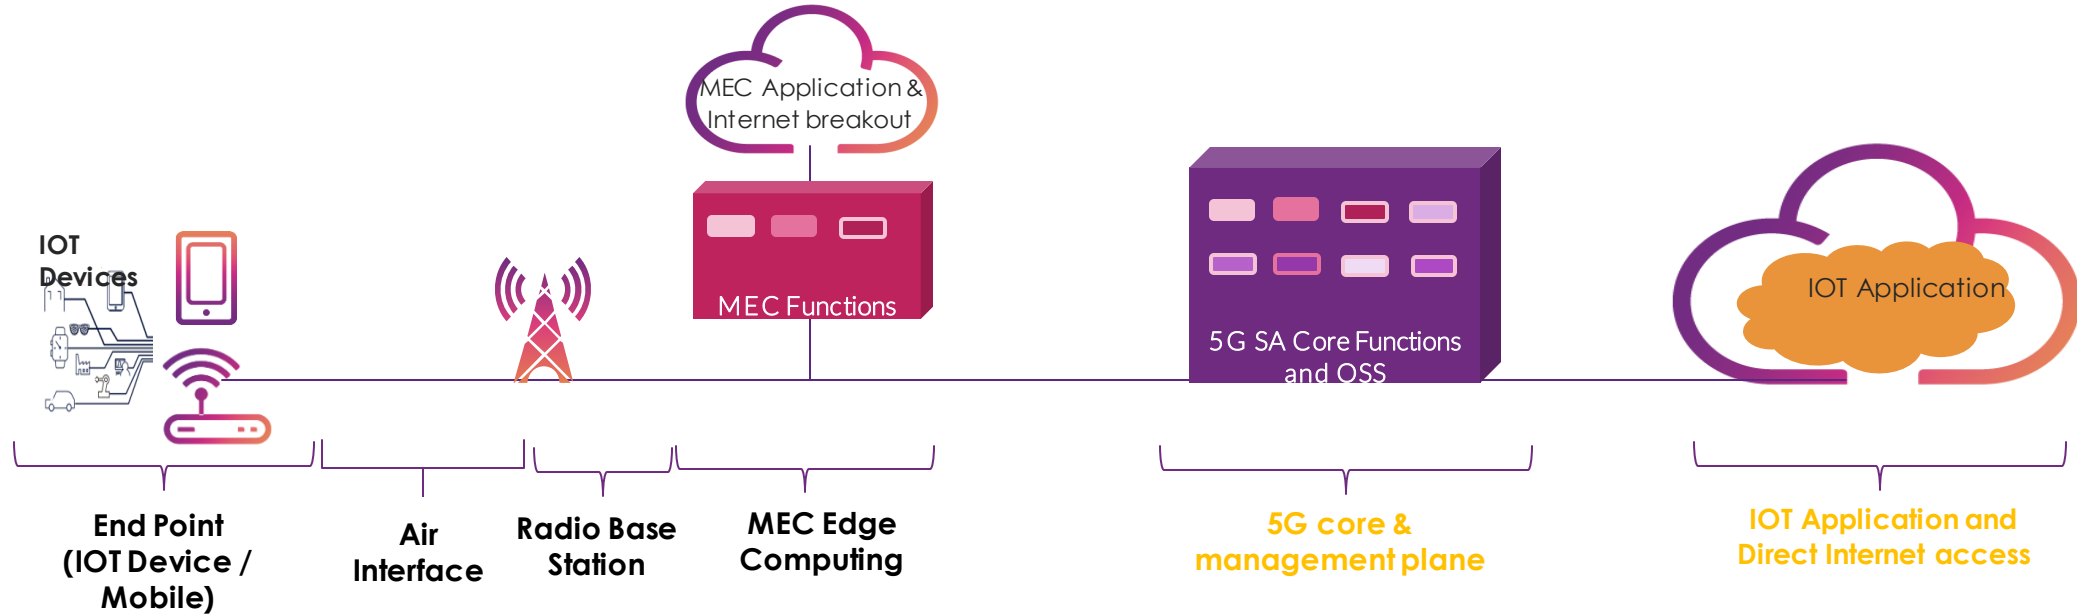 MEC Application &
Internet breakout
IOT
Devices
MEC Functions
5G SA Core Functions
and OSS
IOT Application
End Point
(IOT Device /
Mobile)
Air
Interface
Radio Base
Station
MEC Edge
Computing
5G core &
management plane
IOT Application and
Direct Internet access